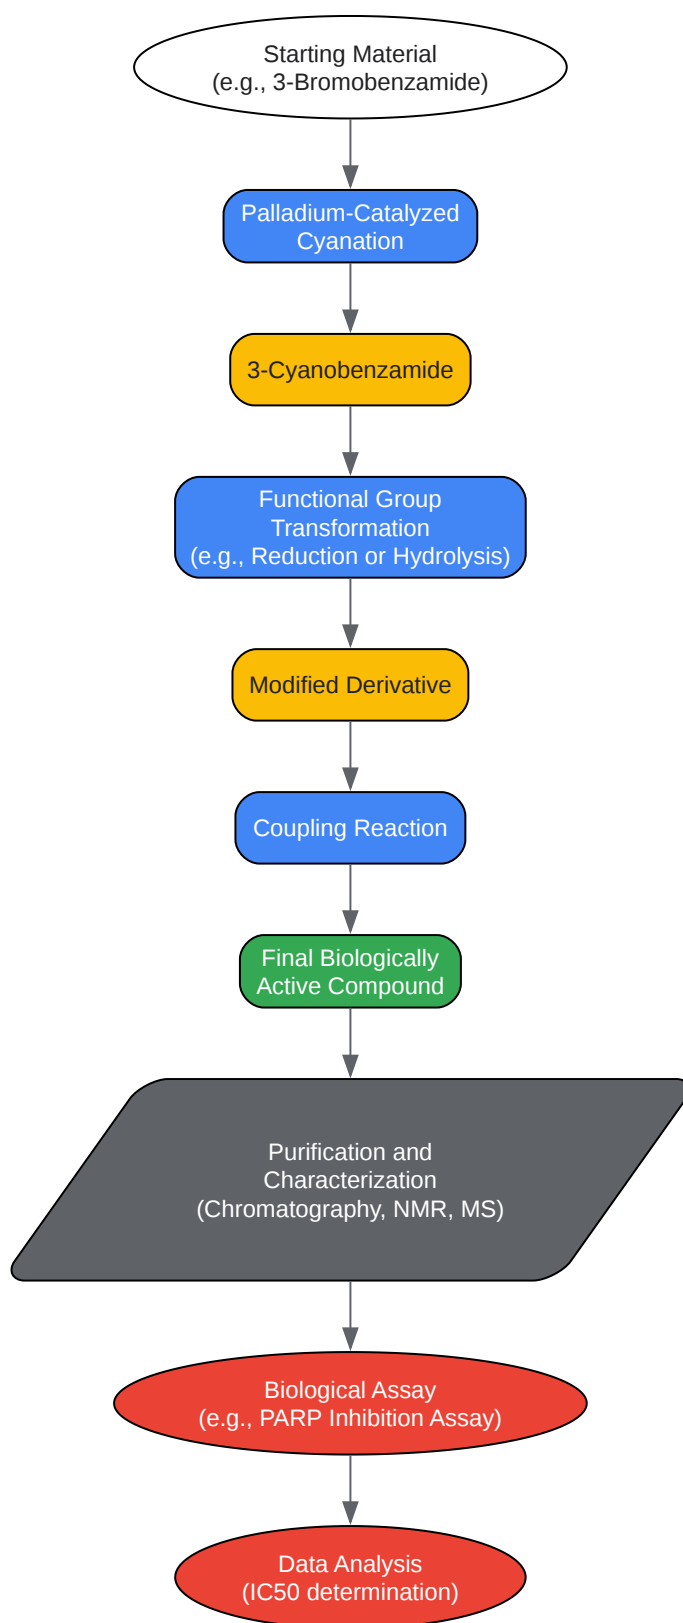 Starting Material
(e.g., 3-Bromobenzamide)
Palladium-Catalyzed
Cyanation
3-Cyanobenzamide
Functional Group
Transformation
(e.g., Reduction or Hydrolysis)
Modified Derivative
Coupling Reaction
Final Biologically
Active Compound
Purification and
Characterization
(Chromatography, NMR, MS)
Biological Assay
(e.g., PARP Inhibition Assay)
Data Analysis
(IC50 determination)